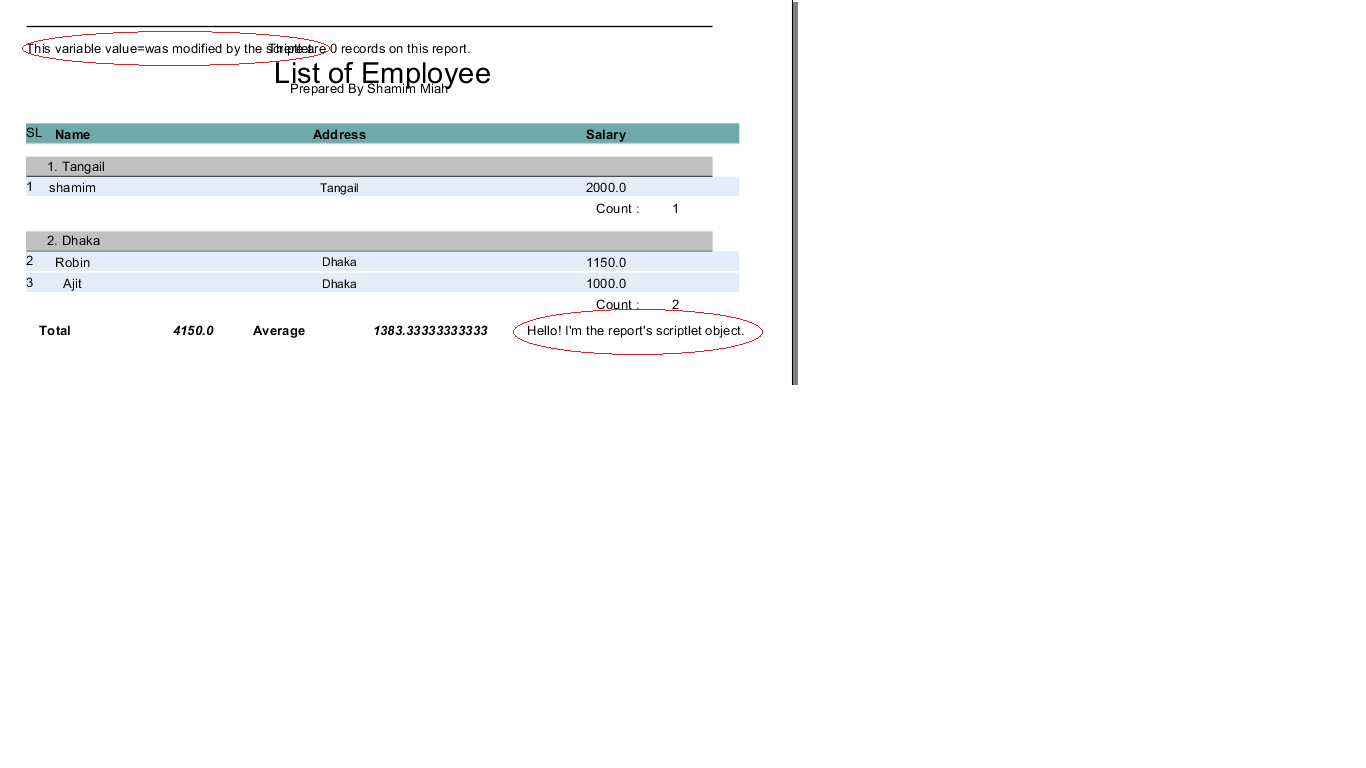 This variable value=was modified by the scriptlet. There are 0 records on this report.
List of Employee
Prepared By Shamim Miah
SL Name Address Salary
1. Tangail
1 shamim Tangail 2000.0
Count : 1
2. Dhaka
2 Robin Dhaka 1150.0
3 Ajit Dhaka 1000.0
Count : 2
Total 4150.0 Average 1383.33333333333 Hello! I'm the report's scriptlet object.